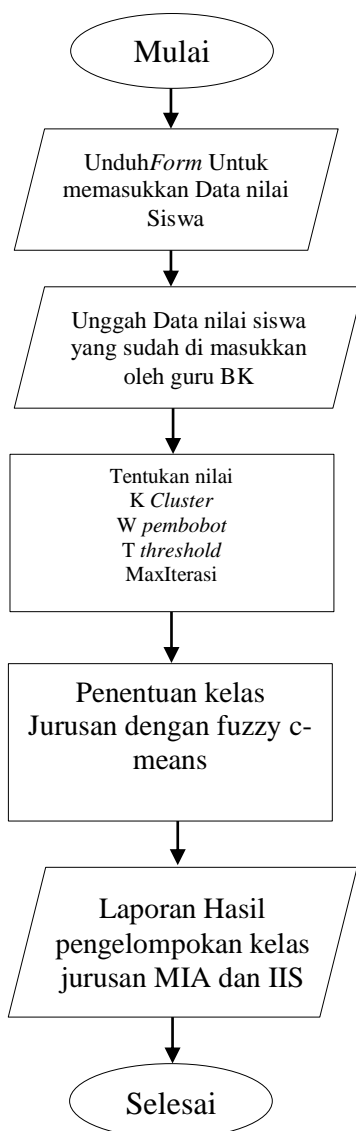 Mulai
UnduhForm Untuk
memasukkan Data nilai
Siswa
Unggah Data nilai siswa
yang sudah di masukkan
oleh guru BK
Tentukan nilai
K Cluster
W pembobot
T threshold
MaxIterasi
Penentuan kelas
Jurusan dengan fuzzy c-
means
Laporan Hasil
pengelompokan kelas
jurusan MIA dan IIS
Selesai